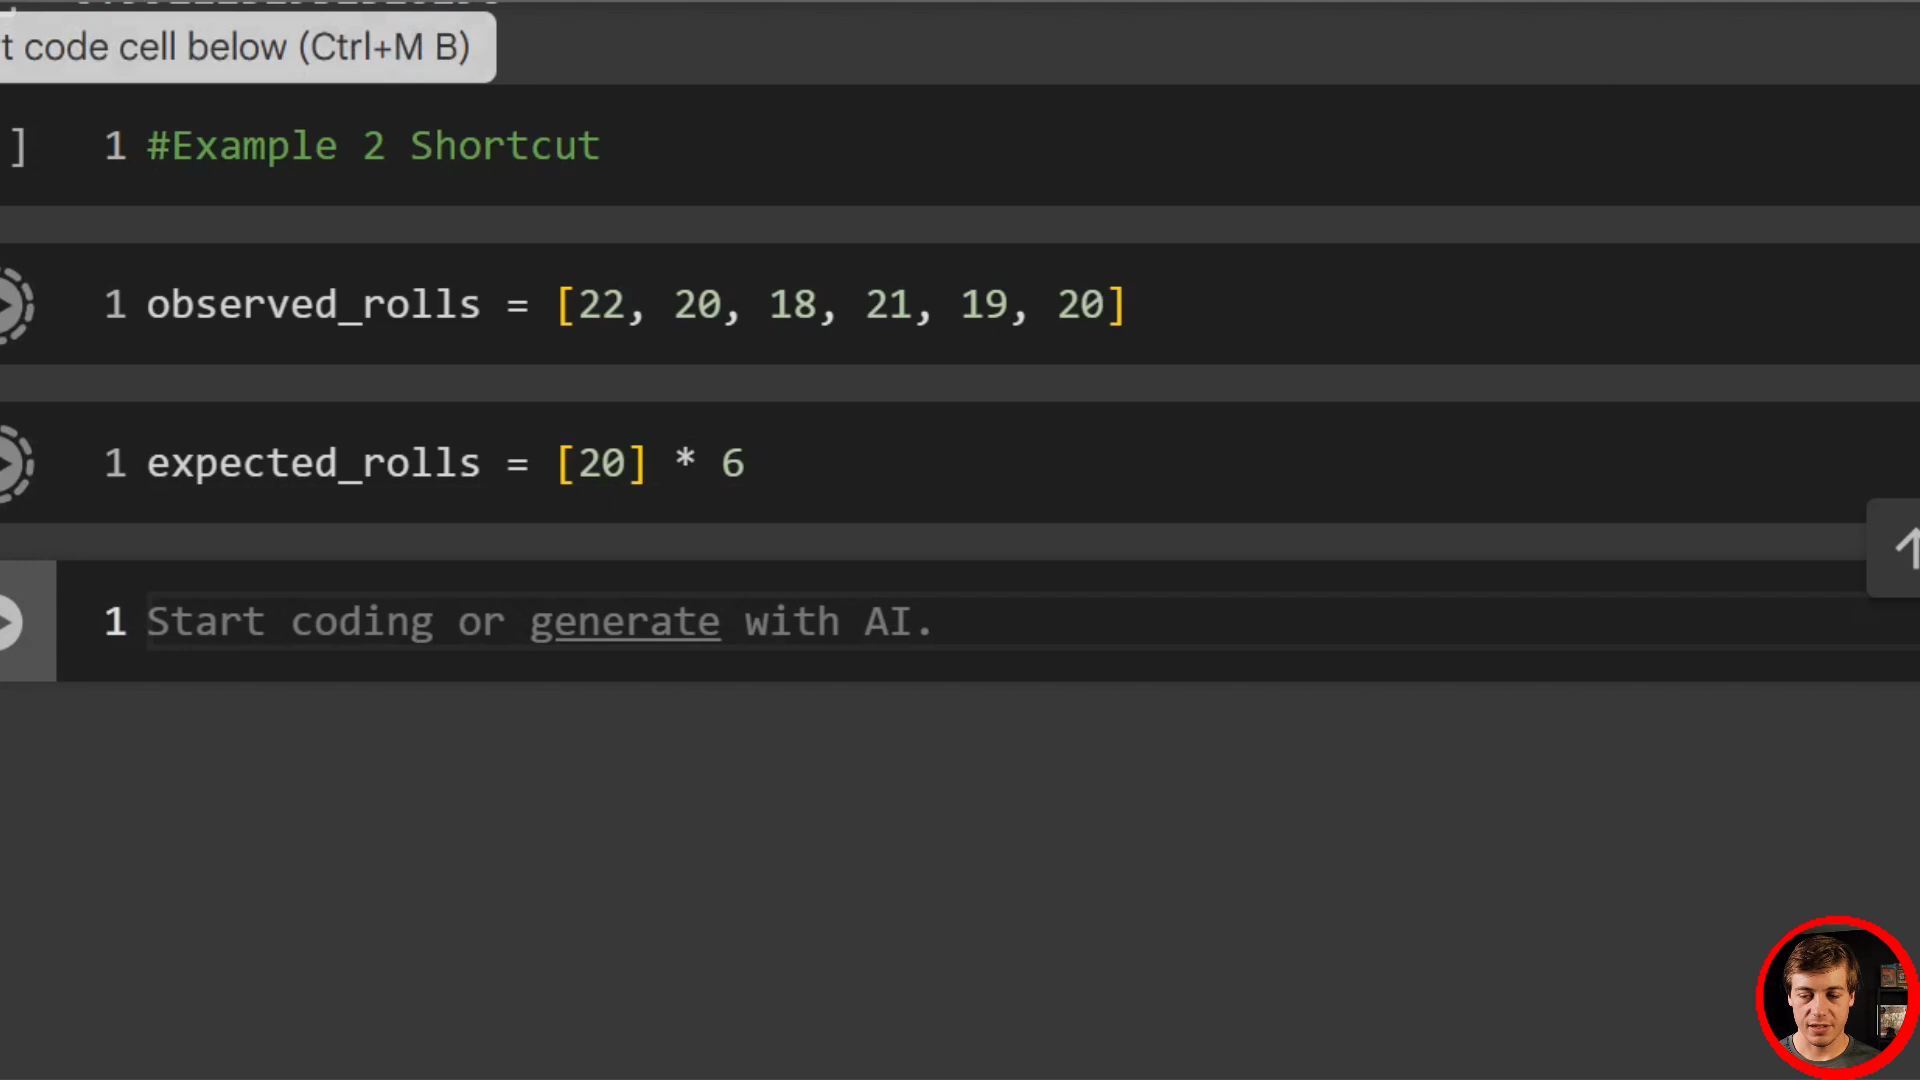 t code cell below (Ctrl+M B)
] 1 #Example 2 Shortcut
1 observed_rolls = [22, 20, 18, 21, 19, 20]
1 expected_rolls = [20] * 6
1 Start coding or generate with AI.